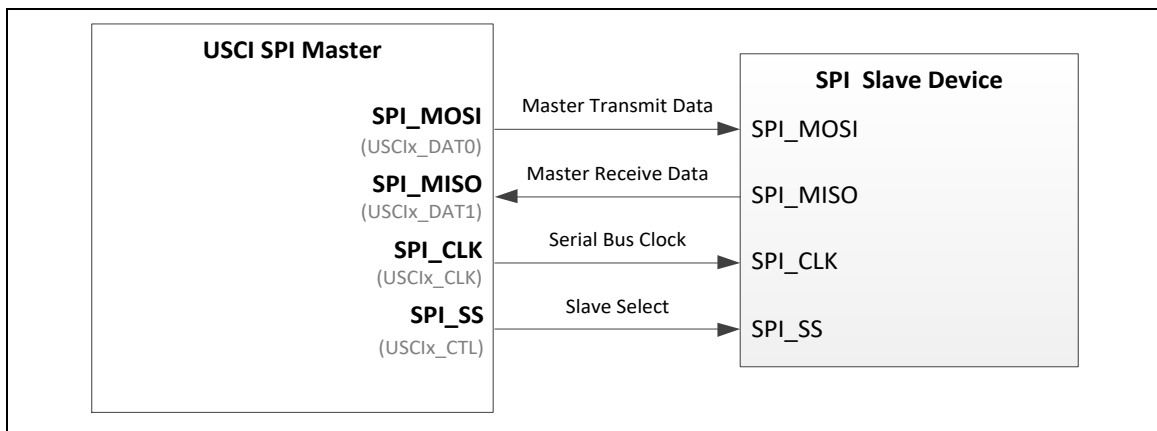 USCI SPI Master
SPI_MOSI
(USCIx_DAT0)
SPI_MISO
(USCIx_DAT1)
SPI_CLK
(USCIx_CLK)
SPI_SS
(USCIx_CTL)
Master Transmit Data
Master Receive Data
Serial Bus Clock
Slave Select
SPI Slave Device
SPI_MOSI
SPI_MISO
SPI_CLK
SPI_SS